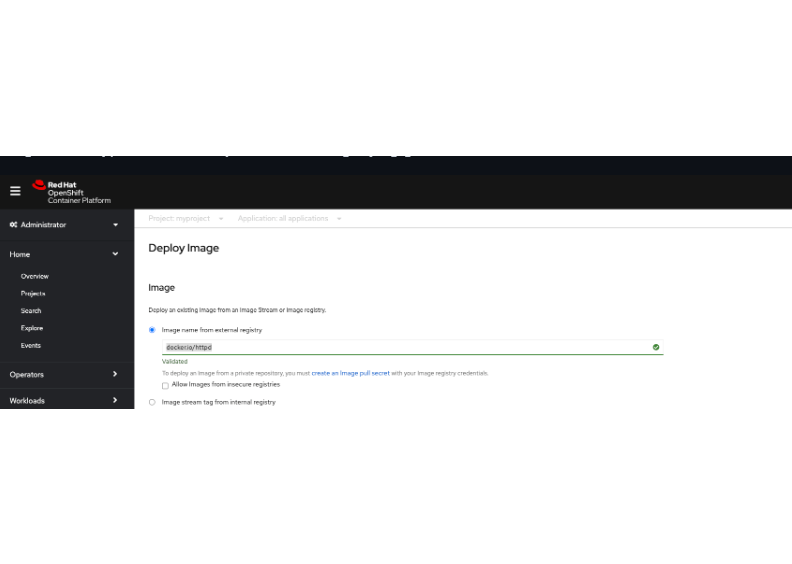 Red Hat
OpenShift
Container Platform
Administrator
Project: myproject Application: all applications
Home
Overview
Projects
Search
Explore
Events
Operators
Workloads
Deploy Image
Image
Deploy an existing Image from an Image Stream or Image registry.
Image name from external registry
docker.io/httpd
Validated
To deploy an Image from a private repository, you must create an Image pull secret with your Image registry credentials.
Allow Images from insecure registries
Image stream tag from internal registry